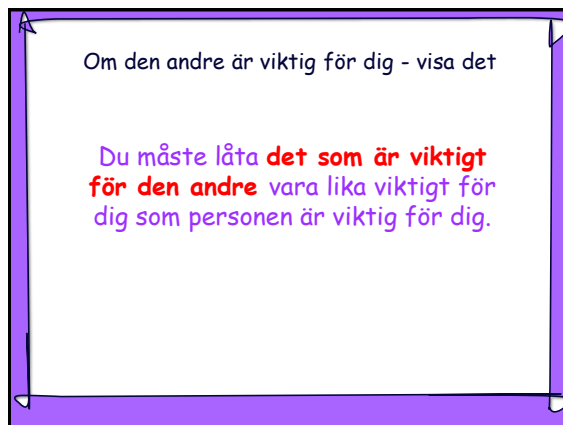 Om den andre är viktig för dig - visa det
Du måste låta det som är viktigt
för den andre vara lika viktigt för
dig som personen är viktig för dig.